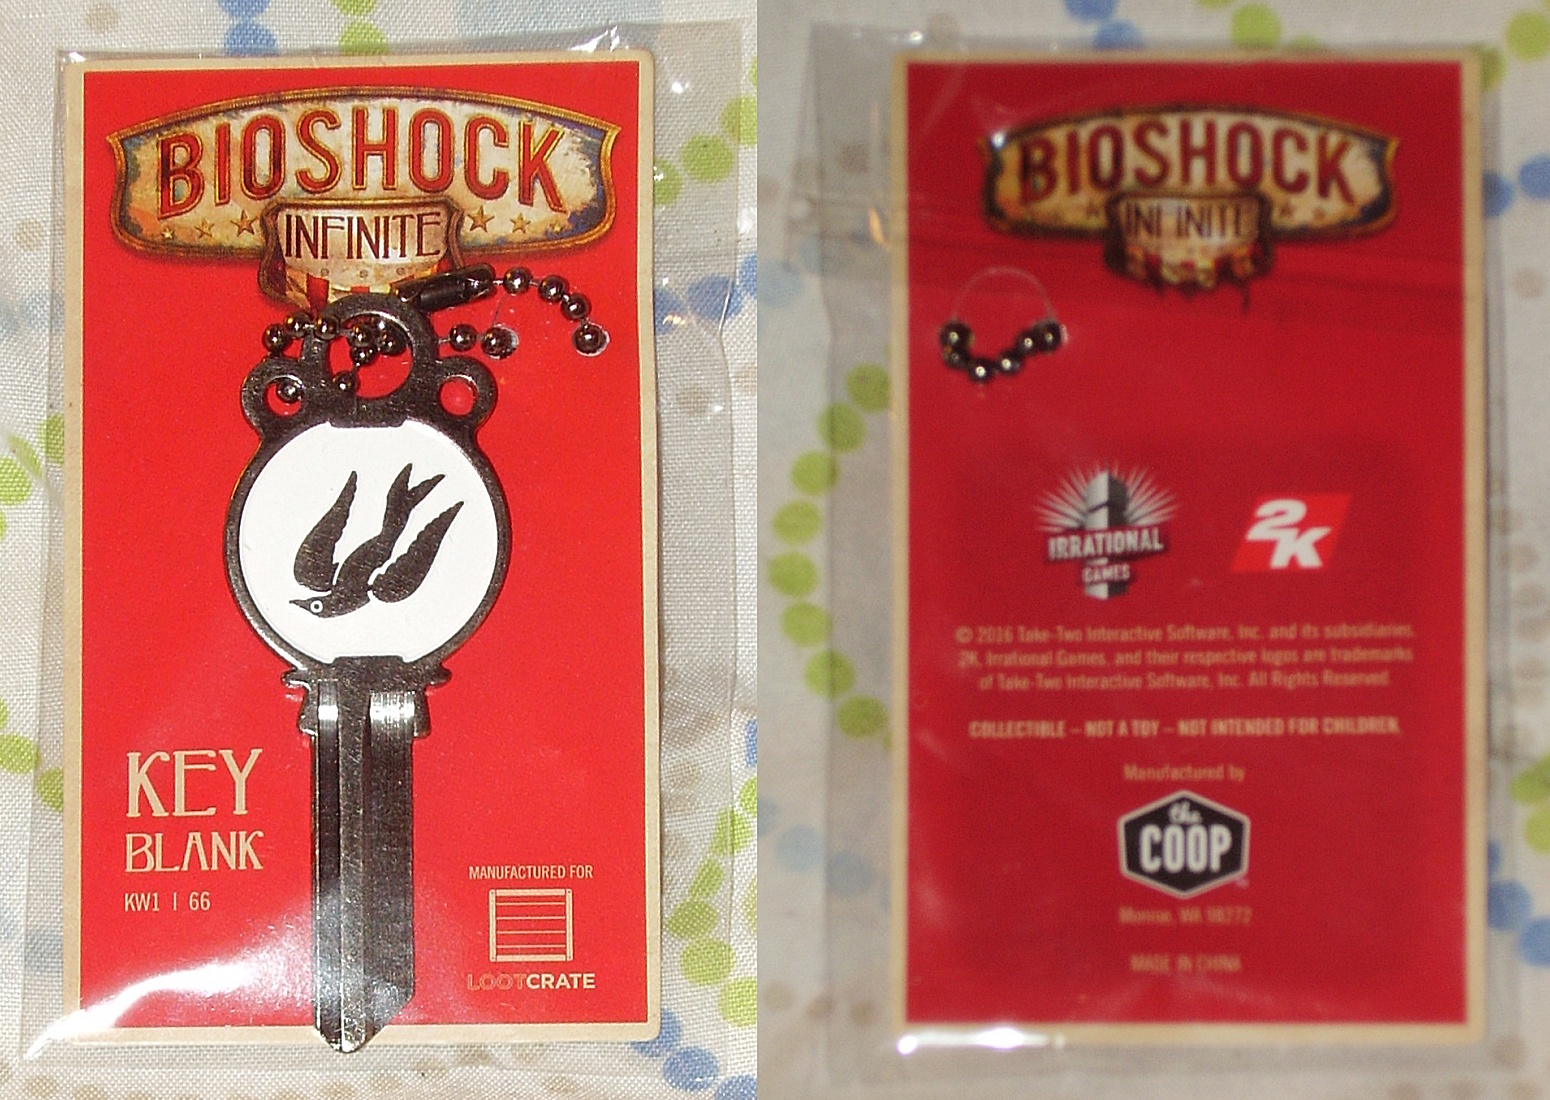 BIOSHOCK
INFINITE
KEY
BLANK
KW1 | 66
MANUFACTURED FOR
LOOTCRATE
BIOSHOCK
INFINITE
IRRATIONAL
GAMES
2K
© 2016 Take-Two Interactive Software, Inc. and its subsidiaries.
2K, Irrational Games, and their respective logos are trademarks
of Take-Two Interactive Software, Inc. All Rights Reserved.
COLLECTIBLE – NOT A TOY – NOT INTENDED FOR CHILDREN.
Manufactured by
the
COOP
Monroe, WA 98272
MADE IN CHINA